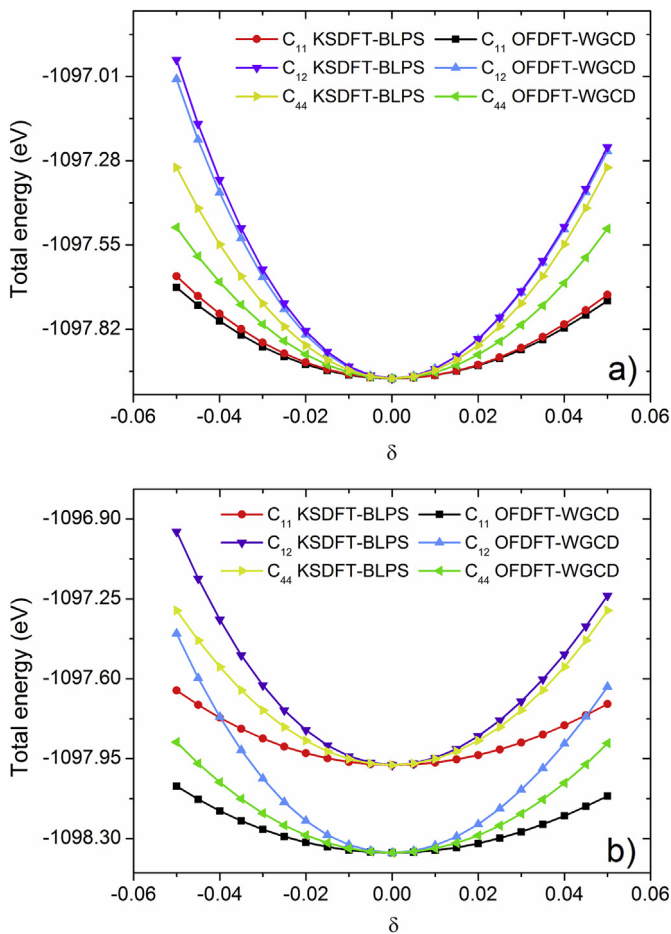 C11 KSDFT-BLPS C11 OFDFT-WGCD
C12 KSDFT-BLPS C12 OFDFT-WGCD
C44 KSDFT-BLPS C44 OFDFT-WGCD
Total energy (eV)
-1097.01
-1097.28
-1097.55
-1097.82
a)
-0.06 -0.04 -0.02 0.00 0.02 0.04 0.06
δ
C11 KSDFT-BLPS C11 OFDFT-WGCD
C12 KSDFT-BLPS C12 OFDFT-WGCD
C44 KSDFT-BLPS C44 OFDFT-WGCD
Total energy (eV)
-1096.90
-1097.25
-1097.60
-1097.95
-1098.30
b)
-0.06 -0.04 -0.02 0.00 0.02 0.04 0.06
δ